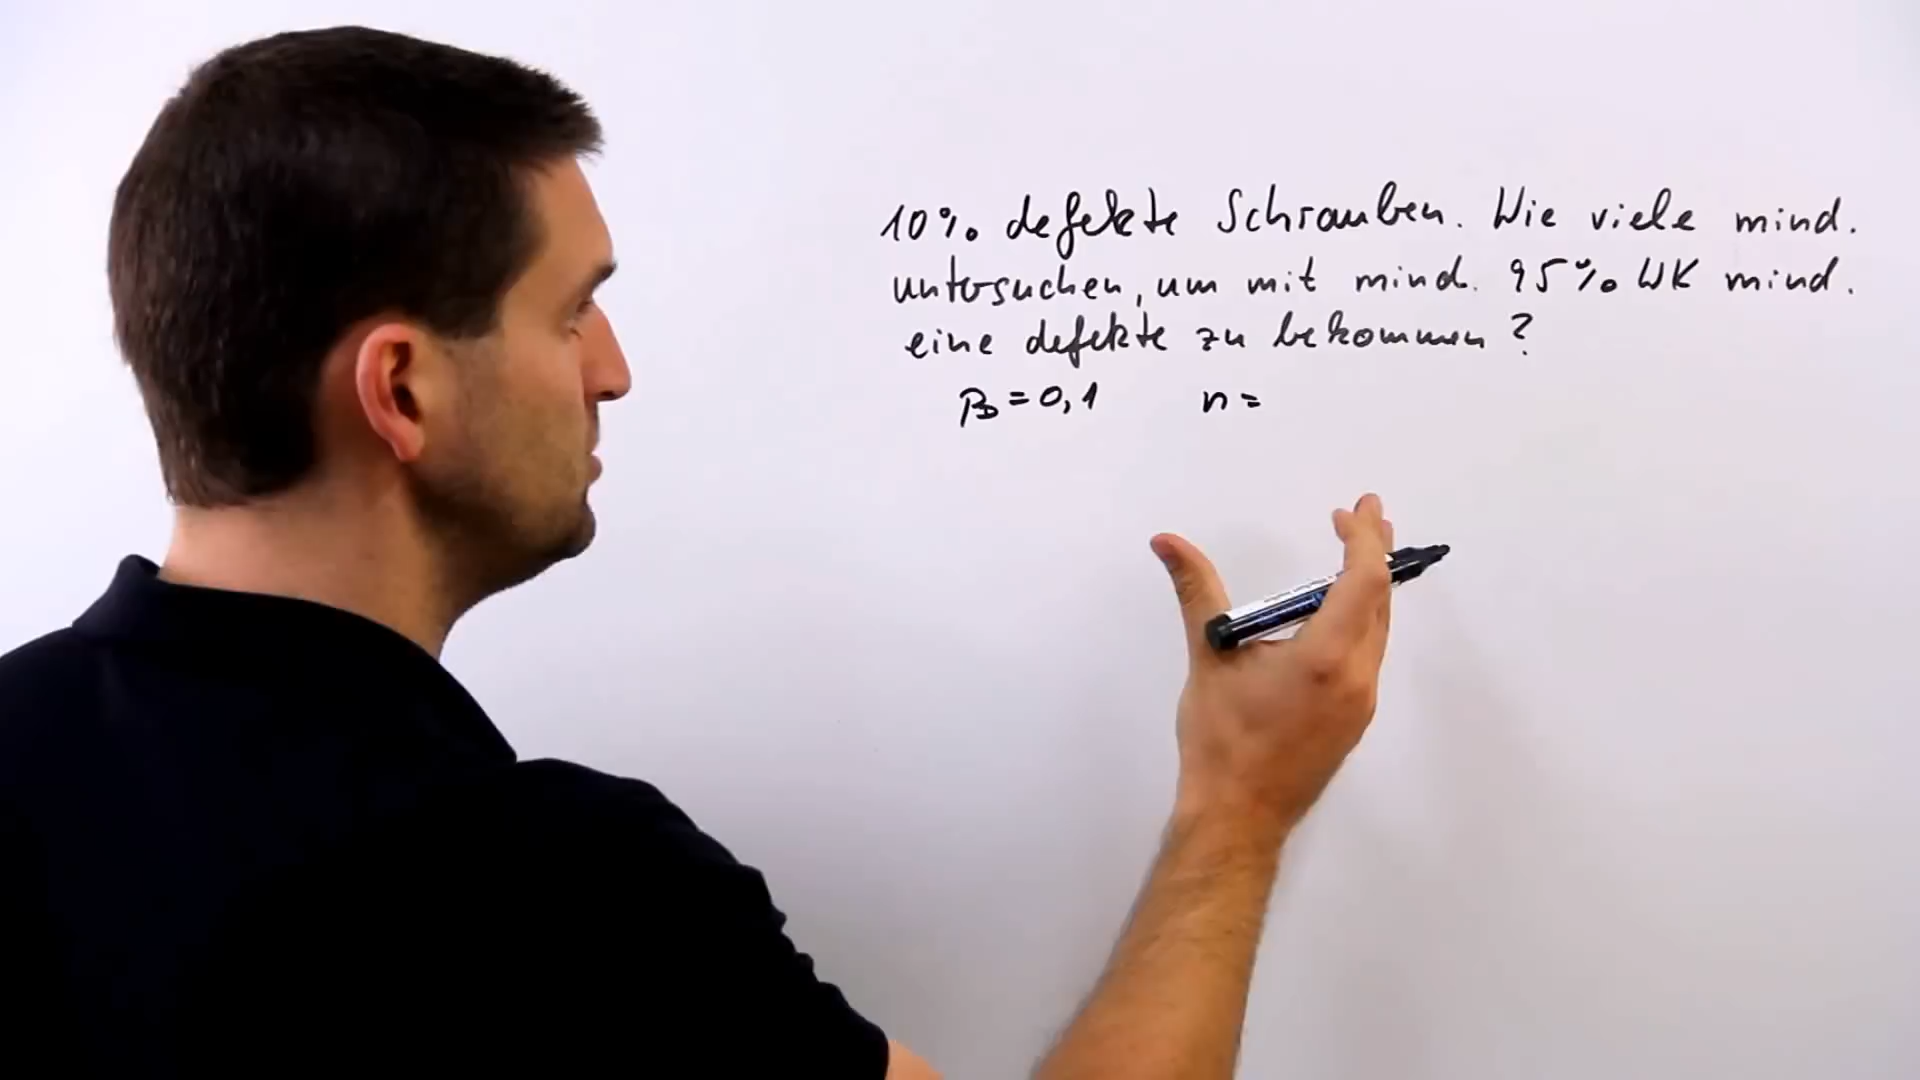 10% defekte Schrauben. Wie viele mind.
untersuchen, um mit mind. 95% WK mind.
eine defekte zu bekommen?
p = 0,1 n =